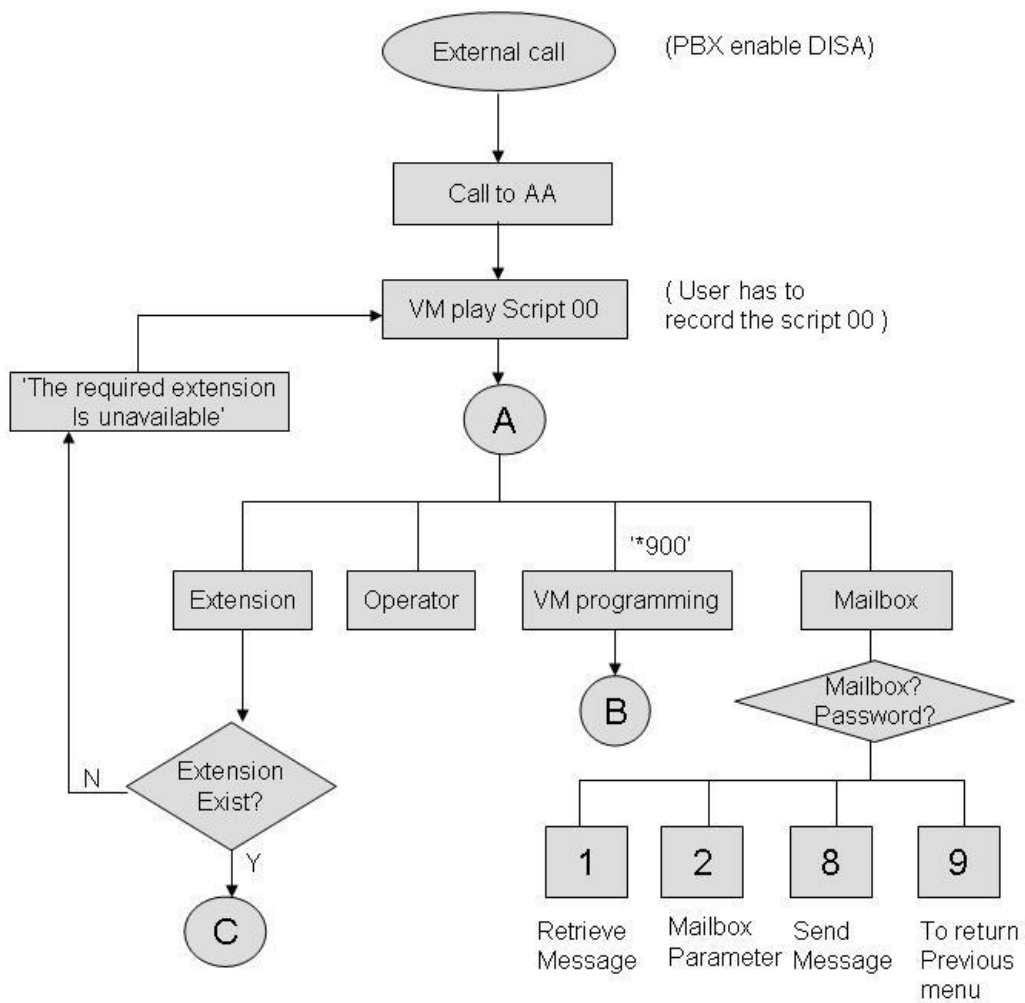 External call
(PBX enable DISA)
Call to AA
VM play Script 00
( User has to
record the script 00 )
'The required extension
Is unavailable'
A
'*900'
Extension
Operator
VM programming
Mailbox
B
Mailbox?
Password?
Extension
Exist?
N
Y
C
1
2
8
9
Retrieve
Message
Mailbox
Parameter
Send
Message
To return
Previous
menu